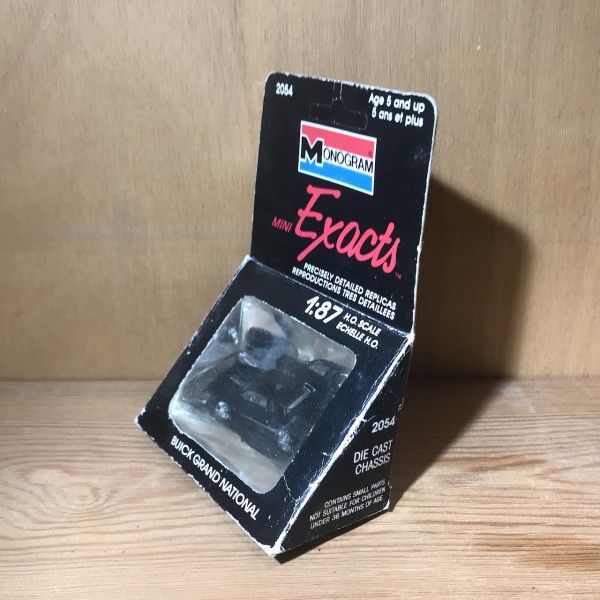 2054
Age 5 and up
5 ans et plus
MONOGRAM
MINI Exacts™
PRECISELY DETAILED REPLICAS
REPRODUCTIONS TRES DETAILLEES
1:87 H.O. SCALE
ECHELLE H.O.
BUICK GRAND NATIONAL
2054
DIE CAST
CHASSIS
CONTAINS SMALL PARTS.
NOT SUITABLE FOR CHILDREN
UNDER 36 MONTHS OF AGE